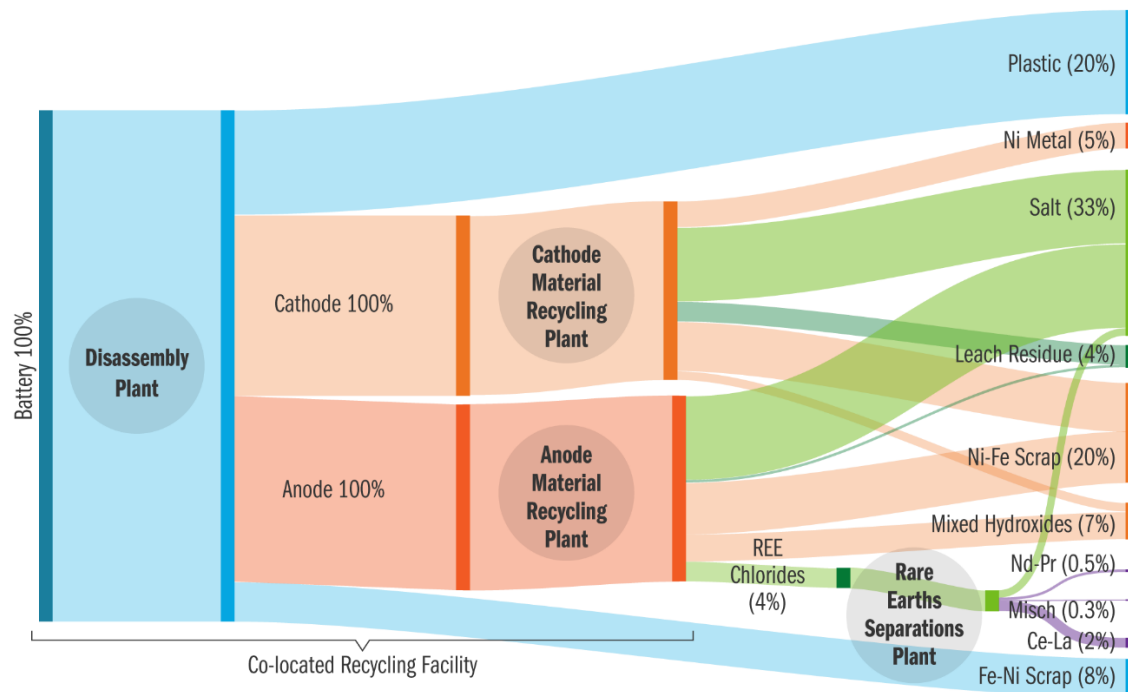 Battery 100%
Disassembly
Plant
Cathode 100%
Anode 100%
Cathode
Material
Recycling
Plant
Anode
Material
Recycling
Plant
REE
Chlorides
(4%)
Rare
Earths
Separations
Plant
Plastic (20%)
Ni Metal (5%)
Salt (33%)
Leach Residue (4%)
Ni-Fe Scrap (20%)
Mixed Hydroxides (7%)
Nd-Pr (0.5%)
Misch (0.3%)
Ce-La (2%)
Fe-Ni Scrap (8%)
Co-located Recycling Facility